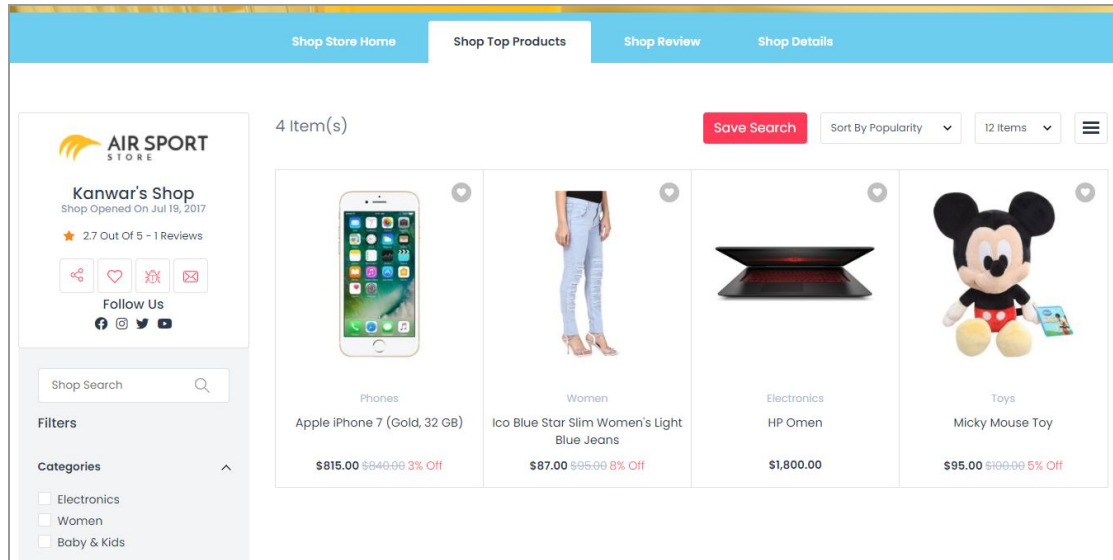 Shop Store Home
Shop Top Products
Shop Review
Shop Details
AIR SPORT
STORE
Kanwar's Shop
Shop Opened On Jul 19, 2017
2.7 Out Of 5 - 1 Reviews
Follow Us
Shop Search
Filters
Categories
Electronics
Women
Baby & Kids
4 Item(s)
Save Search
Sort By Popularity
12 Items
Phones
Apple iPhone 7 (Gold, 32 GB)
$815.00 $840.00 3% Off
Women
Ico Blue Star Slim Women's Light
Blue Jeans
$87.00 $95.00 8% Off
Electronics
HP Omen
$1,800.00
Toys
Micky Mouse Toy
$95.00 $100.00 5% Off